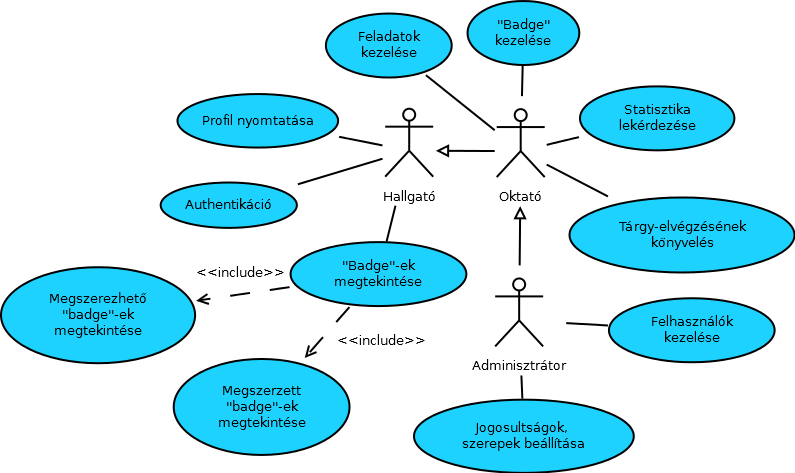 "Badge"
kezelése
Feladatok
kezelése
Statisztika
lekérdezése
Profil nyomtatása
Authentikáció
Hallgató
Oktató
Tárgy-elvégzésének
könyvelés
"Badge"-ek
megtekintése
<<include>>
Megszerezhető
"badge"-ek
megtekintése
Felhasználók
kezelése
<<include>>
Adminisztrátor
Megszerzett
"badge"-ek
megtekintése
Jogosultságok,
szerepek beállítása